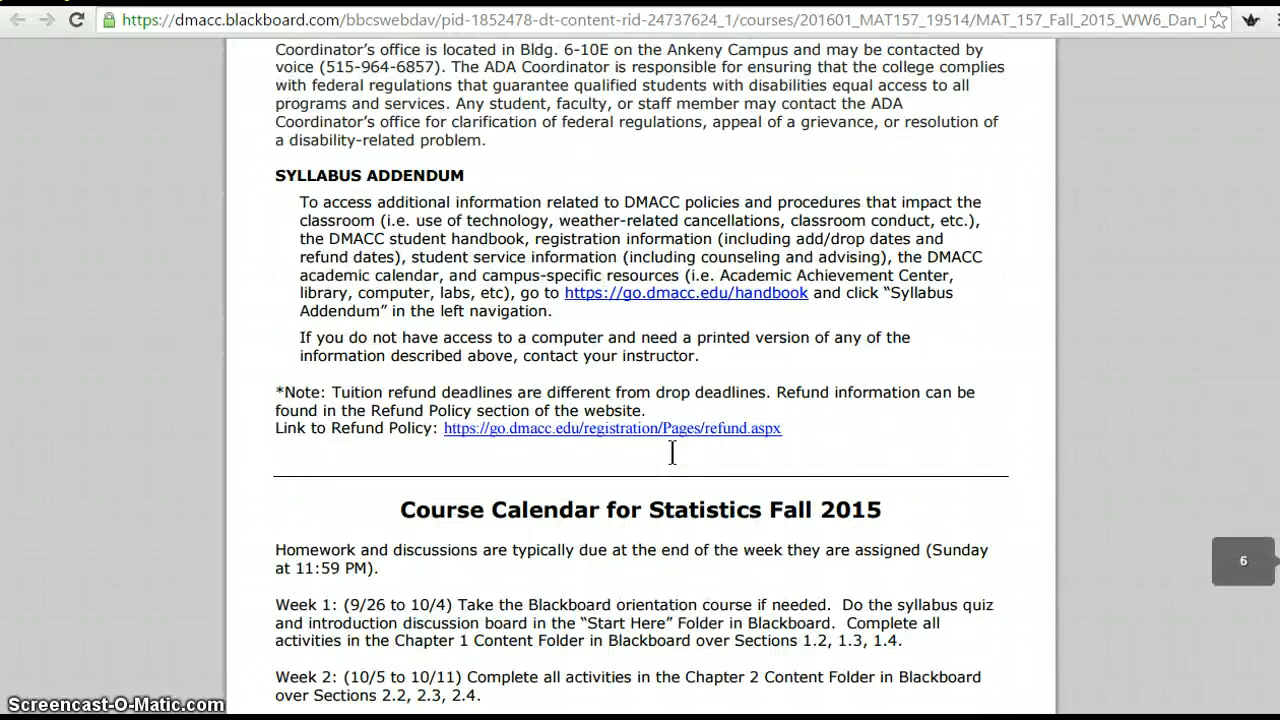 https://dmacc.blackboard.com/bbcswebdav/pid-1852478-dt-content-rid-24737624_1/courses/201601_MAT157_19514/MAT_157_Fall_2015_WW6_Dan_
Coordinator's office is located in Bldg. 6-10E on the Ankeny Campus and may be contacted by
voice (515-964-6857). The ADA Coordinator is responsible for ensuring that the college complies
with federal regulations that guarantee qualified students with disabilities equal access to all
programs and services. Any student, faculty, or staff member may contact the ADA
Coordinator's office for clarification of federal regulations, appeal of a grievance, or resolution of
a disability-related problem.
SYLLABUS ADDENDUM
To access additional information related to DMACC policies and procedures that impact the
classroom (i.e. use of technology, weather-related cancellations, classroom conduct, etc.),
the DMACC student handbook, registration information (including add/drop dates and
refund dates), student service information (including counseling and advising), the DMACC
academic calendar, and campus-specific resources (i.e. Academic Achievement Center,
library, computer, labs, etc), go to https://go.dmacc.edu/handbook and click “Syllabus
Addendum” in the left navigation.
If you do not have access to a computer and need a printed version of any of the
information described above, contact your instructor.
*Note: Tuition refund deadlines are different from drop deadlines. Refund information can be
found in the Refund Policy section of the website.
Link to Refund Policy: https://go.dmacc.edu/registration/Pages/refund.aspx
Course Calendar for Statistics Fall 2015
Homework and discussions are typically due at the end of the week they are assigned (Sunday
at 11:59 PM).
Week 1: (9/26 to 10/4) Take the Blackboard orientation course if needed. Do the syllabus quiz
and introduction discussion board in the “Start Here” Folder in Blackboard. Complete all
activities in the Chapter 1 Content Folder in Blackboard over Sections 1.2, 1.3, 1.4.
6
Week 2: (10/5 to 10/11) Complete all activities in the Chapter 2 Content Folder in Blackboard
over Sections 2.2, 2.3, 2.4.
Screencast-O-Matic.com